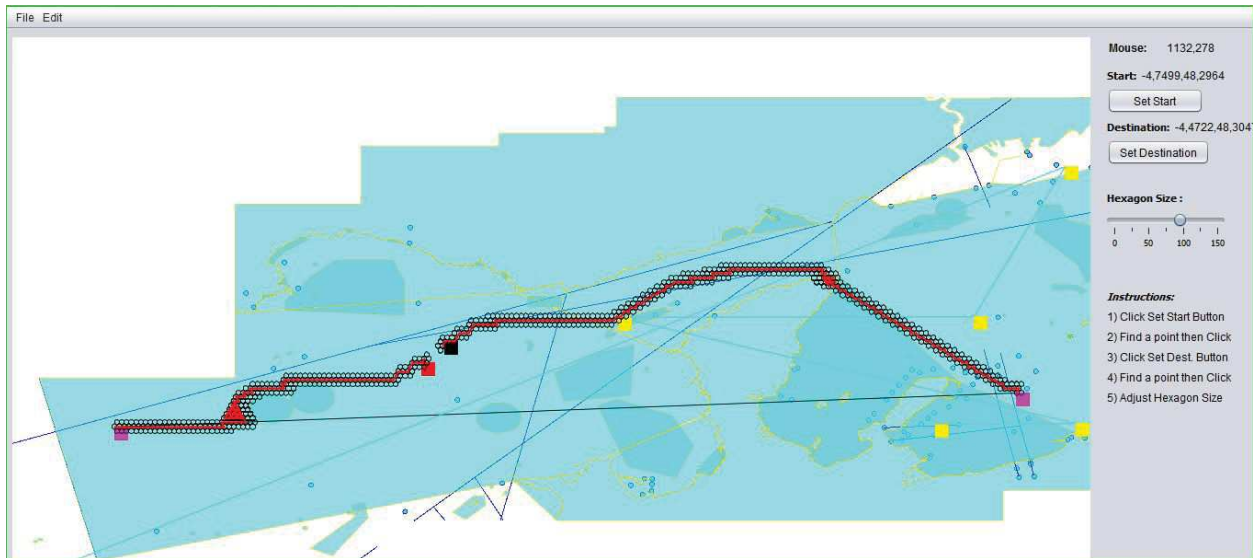 File Edit
Mouse: 1132,278
Start: -4,7499,48,2964
Set Start
Destination: -4,4722,48,3047
Set Destination
Hexagon Size :
0 50 100 150
Instructions:
1) Click Set Start Button
2) Find a point then Click
3) Click Set Dest. Button
4) Find a point then Click
5) Adjust Hexagon Size